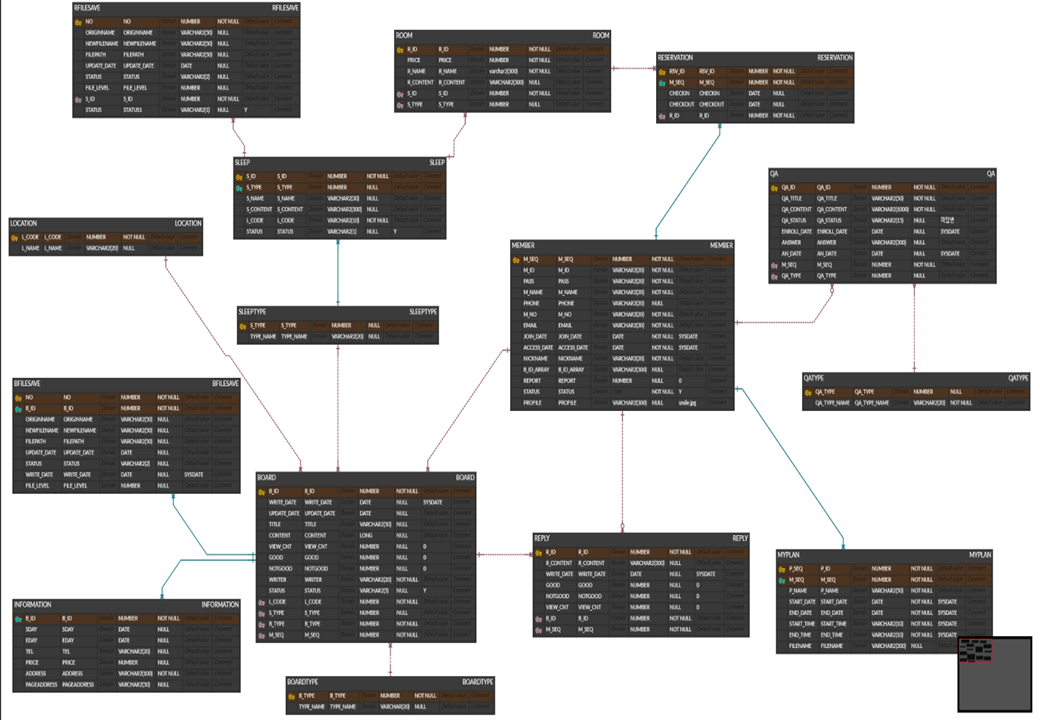 RFILESAVE RFILESAVE
NO NO NUMBER NOT NULL
ORIGINNAME ORIGINNAME VARCHAR2(50) NULL
NEWFILENAME NEWFILENAME VARCHAR2(50) NULL
FILEPATH FILEPATH VARCHAR2(50) NULL
UPDATE_DATE UPDATE_DATE DATE NULL
STATUS STATUS VARCHAR2(2) NULL
FILE_LEVEL FILE_LEVEL NUMBER NULL
S_ID S_ID NUMBER NOT NULL
STATUS STATUS1 VARCHAR2(1) NULL Y
ROOM ROOM
R_ID R_ID NUMBER NOT NULL
PRICE PRICE NUMBER NOT NULL
R_NAME R_NAME varchar2(300) NOT NULL
R_CONTENT R_CONTENT VARCHAR2(300) NULL
S_ID S_ID NUMBER NOT NULL
S_TYPE S_TYPE NUMBER NOT NULL
RESERVATION RESERVATION
RSV_ID RSV_ID NUMBER NOT NULL
M_SEQ M_SEQ NUMBER NOT NULL
CHECKIN CHECKIN DATE NULL
CHECKOUT CHECKOUT DATE NULL
R_ID R_ID NUMBER NOT NULL
SLEEP SLEEP
S_ID S_ID NUMBER NOT NULL
S_TYPE S_TYPE NUMBER NULL
S_NAME S_NAME VARCHAR2(30) NULL
S_CONTENT S_CONTENT VARCHAR2(300) NULL
L_CODE L_CODE VARCHAR2(10) NOT NULL
STATUS STATUS VARCHAR2(1) NULL Y
QA QA
QA_ID QA_ID NUMBER NOT NULL
QA_TITLE QA_TITLE VARCHAR2(50) NULL
QA_CONTENT QA_CONTENT VARCHAR2(1000) NULL
QA_STATUS QA_STATUS VARCHAR2(15) NULL 미답변
ENROLL_DATE ENROLL_DATE DATE NULL SYSDATE
ANSWER ANSWER VARCHAR2(300) NULL
AN_DATE AN_DATE DATE NULL SYSDATE
M_SEQ M_SEQ NUMBER NOT NULL
QA_TYPE QA_TYPE NUMBER NULL
LOCATION LOCATION
L_CODE L_CODE NUMBER NOT NULL
L_NAME L_NAME VARCHAR2(20) NULL
MEMBER MEMBER
M_SEQ M_SEQ NUMBER NOT NULL
M_ID M_ID VARCHAR2(20) NOT NULL
PASS PASS VARCHAR2(20) NOT NULL
M_NAME M_NAME VARCHAR2(20) NOT NULL
PHONE PHONE VARCHAR2(20) NULL
M_NO M_NO VARCHAR2(20) NOT NULL
EMAIL EMAIL VARCHAR2(30) NOT NULL
JOIN_DATE JOIN_DATE DATE NOT NULL SYSDATE
ACCESS_DATE ACCESS_DATE DATE NOT NULL SYSDATE
NICKNAME NICKNAME VARCHAR2(20) NOT NULL
B_ID_ARRAY B_ID_ARRAY VARCHAR2(300) NULL
REPORT REPORT NUMBER NULL 0
STATUS STATUS NOT NULL Y
PROFILE PROFILE VARCHAR2(300) NULL smile.jpg
SLEEPTYPE SLEEPTYPE
S_TYPE S_TYPE NUMBER NULL
TYPE_NAME TYPE_NAME VARCHAR2(20) NULL
QATYPE QATYPE
QA_TYPE QA_TYPE NUMBER NULL
QA_TYPE_NAME QA_TYPE_NAME VARCHAR2(20) NOT NULL
BFILESAVE BFILESAVE
NO NO NUMBER NOT NULL
B_ID B_ID NUMBER NOT NULL
ORIGINNAME ORIGINNAME VARCHAR2(50) NULL
NEWFILENAME NEWFILENAME VARCHAR2(50) NULL
FILEPATH FILEPATH VARCHAR2(50) NULL
UPDATE_DATE UPDATE_DATE DATE NULL
STATUS STATUS VARCHAR2(2) NULL
WRITE_DATE WRITE_DATE DATE NULL SYSDATE
FILE_LEVEL FILE_LEVEL NUMBER NULL
BOARD BOARD
B_ID B_ID NUMBER NOT NULL
WRITE_DATE WRITE_DATE DATE NULL SYSDATE
UPDATE_DATE UPDATE_DATE DATE NULL
TITLE TITLE VARCHAR2(50) NULL
CONTENT CONTENT LONG NULL
VIEW_CNT VIEW_CNT NUMBER NULL 0
GOOD GOOD NUMBER NULL 0
NOTGOOD NOTGOOD NUMBER NULL 0
WRITER WRITER VARCHAR2(20) NOT NULL
STATUS STATUS VARCHAR2(1) NULL Y
L_CODE L_CODE NUMBER NOT NULL
S_TYPE S_TYPE NUMBER NULL
B_TYPE B_TYPE NUMBER NOT NULL
M_SEQ M_SEQ NUMBER NOT NULL
REPLY REPLY
R_ID R_ID NUMBER NOT NULL
R_CONTENT R_CONTENT VARCHAR2(300) NULL
WRITE_DATE WRITE_DATE DATE NULL SYSDATE
GOOD GOOD NUMBER NULL 0
NOTGOOD NOTGOOD NUMBER NULL 0
VIEW_CNT VIEW_CNT NUMBER NULL 0
B_ID B_ID NUMBER NOT NULL
M_SEQ M_SEQ NUMBER NOT NULL
MYPLAN MYPLAN
P_SEQ P_ID NUMBER NOT NULL
M_SEQ M_SEQ NUMBER NOT NULL
P_NAME P_NAME VARCHAR2(50) NULL
START_DATE START_DATE DATE NOT NULL SYSDATE
END_DATE END_DATE DATE NOT NULL SYSDATE
START_TIME START_TIME VARCHAR2(10) NOT NULL SYSDATE
END_TIME END_TIME VARCHAR2(10) NOT NULL SYSDATE
FILENAME FILENAME VARCHAR2(300) NULL
INFORMATION INFORMATION
B_ID B_ID NUMBER NOT NULL
SDAY SDAY DATE NULL
EDAY EDAY DATE NULL
TEL TEL VARCHAR2(20) NULL
PRICE PRICE NUMBER NULL
ADDRESS ADDRESS VARCHAR2(300) NOT NULL
PAGEADDRESS PAGEADDRESS VARCHAR2(50) NULL
BOARDTYPE BOARDTYPE
B_TYPE B_TYPE NUMBER NOT NULL
TYPE_NAME TYPE_NAME VARCHAR2(20) NULL